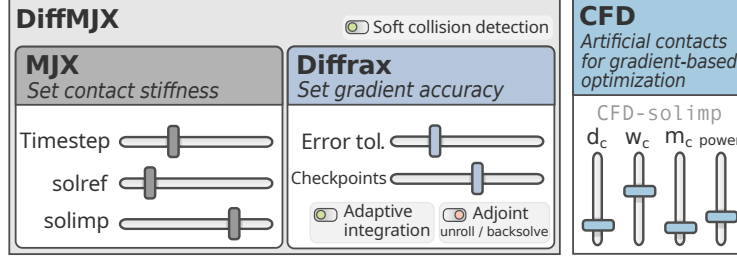 DiffMJX
Soft collision detection
MJX
Set contact stiffness
Timestep
solref
solimp
Diffrax
Set gradient accuracy
Error tol.
Checkpoints
Adaptive
integration
Adjoint
unroll / backsolve
CFD
Artificial contacts
for gradient-based
optimization
CFD-solimp
dc wc mc power